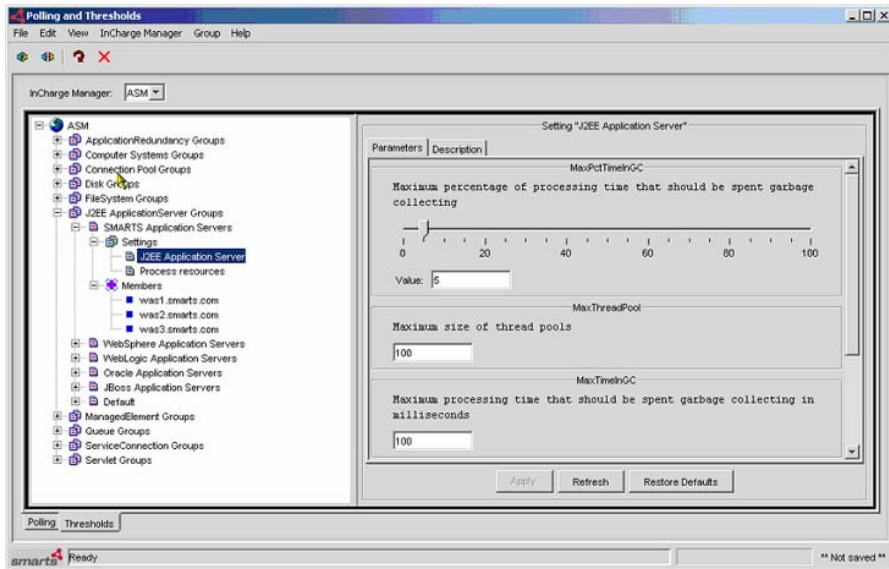 Polling and Thresholds
File Edit View InCharge Manager Group Help
InCharge Manager: ASM
ASM
ApplicationRedundancy Groups
Computer Systems Groups
Connection Pool Groups
Disk Groups
FileSystem Groups
J2EE ApplicationServer Groups
SMARTS Application Servers
Settings
J2EE Application Server
Process resources
Members
was1.smarts.com
was2.smarts.com
was3.smarts.com
WebSphere Application Servers
WebLogic Application Servers
Oracle Application Servers
JBoss Application Servers
Default
ManagedElement Groups
Queue Groups
ServiceConnection Groups
Servlet Groups
Setting "J2EE Application Server"
Parameters Description
MaxPctTimeInGC
Maximum percentage of processing time that should be spent garbage
collecting
0 20 40 60 80 100
Value: 5
MaxThreadPool
Maximum size of thread pools
100
MaxTimeInGC
Maximum processing time that should be spent garbage collecting in
milliseconds
100
Apply Refresh Restore Defaults
Polling Thresholds
smarts Ready ** Not saved **